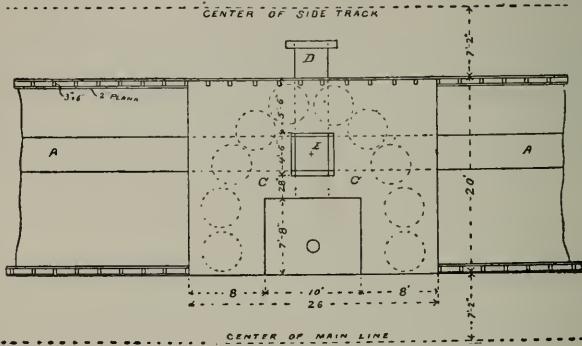 CENTER OF SIDE TRACK
7'-2"
D
3"x6"
2" PLANK
5'-6"
A
4'-6
E
A
C
C
28
20'
7'-8"
8
10'
8'
26
7'-2"
CENTER OF MAIN LINE